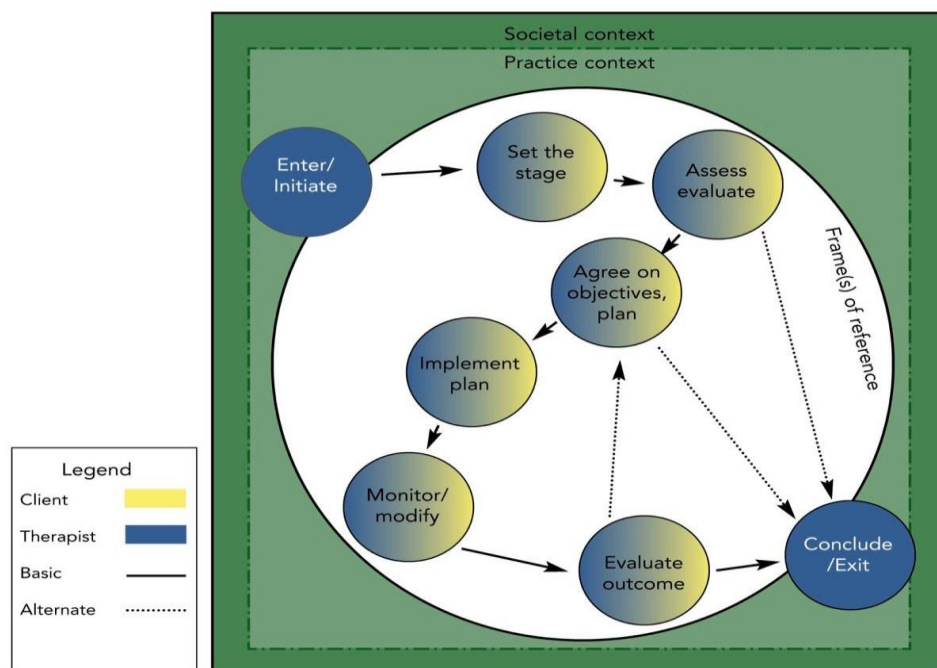 Societal context
Practice context
Enter/
Initiate
Set the
stage
Assess
evaluate
Agree on
objectives,
plan
Frame(s) of reference
Implement
plan
Monitor/
modify
Evaluate
outcome
Conclude
/Exit
Legend
Client
Therapist
Basic
Alternate